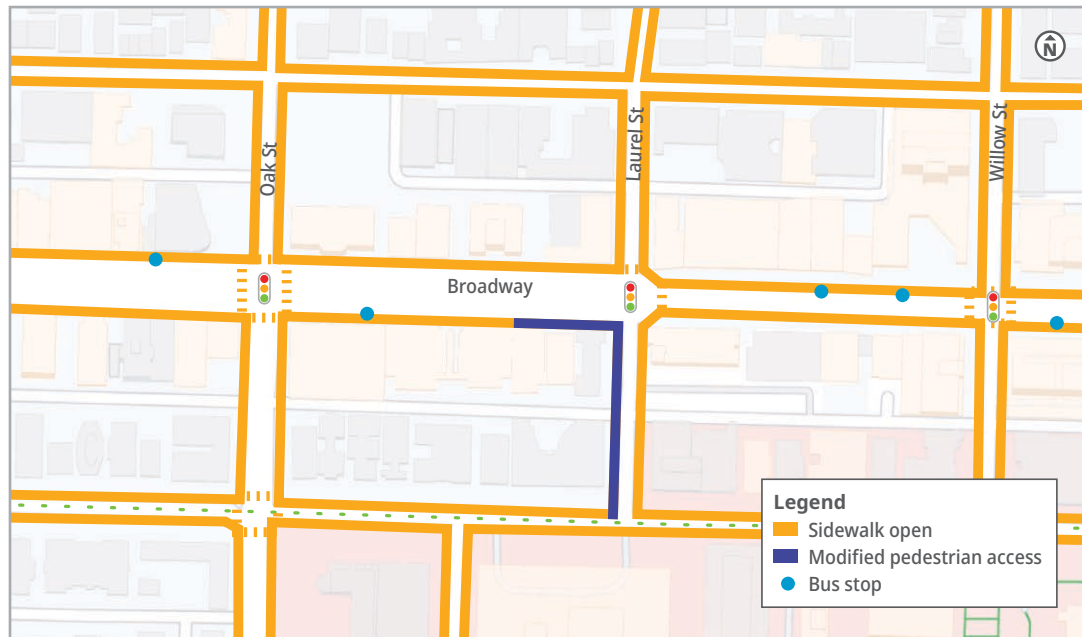 N
Oak St
Laurel St
Willow St
Broadway
Legend
Sidewalk open
Modified pedestrian access
Bus stop